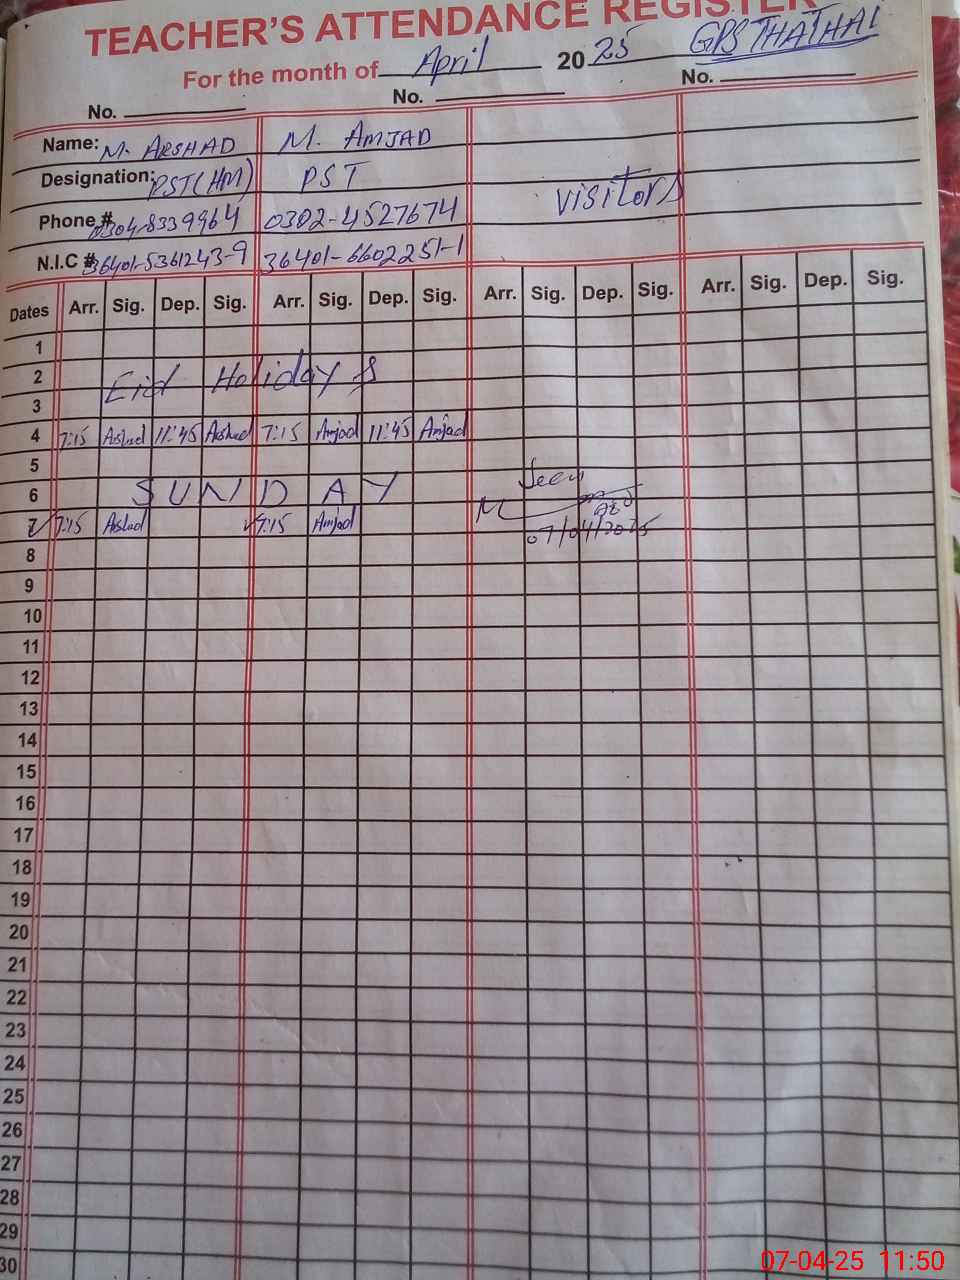 TEACHER'S ATTENDANCE REGISTER
For the month of April 2025 GPS THATHAI
No. No. No.
Name: M. ARSHAD M. AMJAD
Designation: PST(HM) PST visitors
Phone # 0304-8339964 0302-4527674
N.I.C # 36401-5361243-9 36401-6602251-1
Dates Arr. Sig. Dep. Sig. Arr. Sig. Dep. Sig. Arr. Sig. Dep. Sig. Arr. Sig. Dep. Sig.
1
2 Eid Holidays
3
4 7:15 Arshad 11:45 Arshad 7:15 Amjad 11:45 Amjad
5 Seen
6 SUNDAY
7 7:15 Arshad 7:15 Amjad 07/04/2025
8
9
10
11
12
13
14
15
16
17
18
19
20
21
22
23
24
25
26
27
28
29
30
07-04-25 11:50